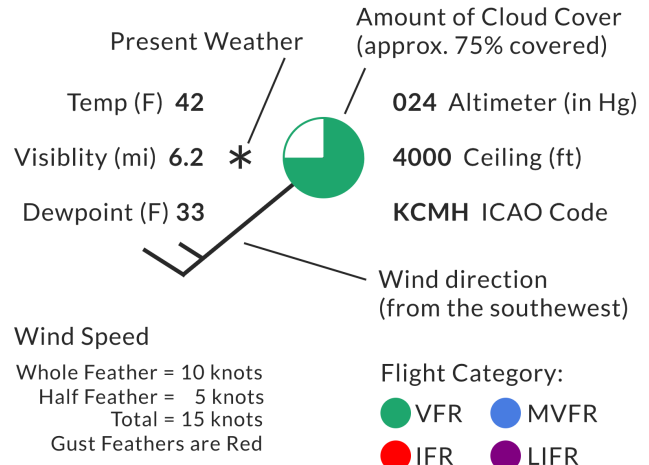 Amount of Cloud Cover
(approx. 75% covered)
Present Weather
Temp (F) 42
024 Altimeter (in Hg)
Visiblity (mi) 6.2
4000 Ceiling (ft)
Dewpoint (F) 33
KCMH ICAO Code
Wind direction
(from the southewest)
Wind Speed
Whole Feather = 10 knots
Half Feather = 5 knots
Total = 15 knots
Gust Feathers are Red
Flight Category:
VFR
MVFR
IFR
LIFR